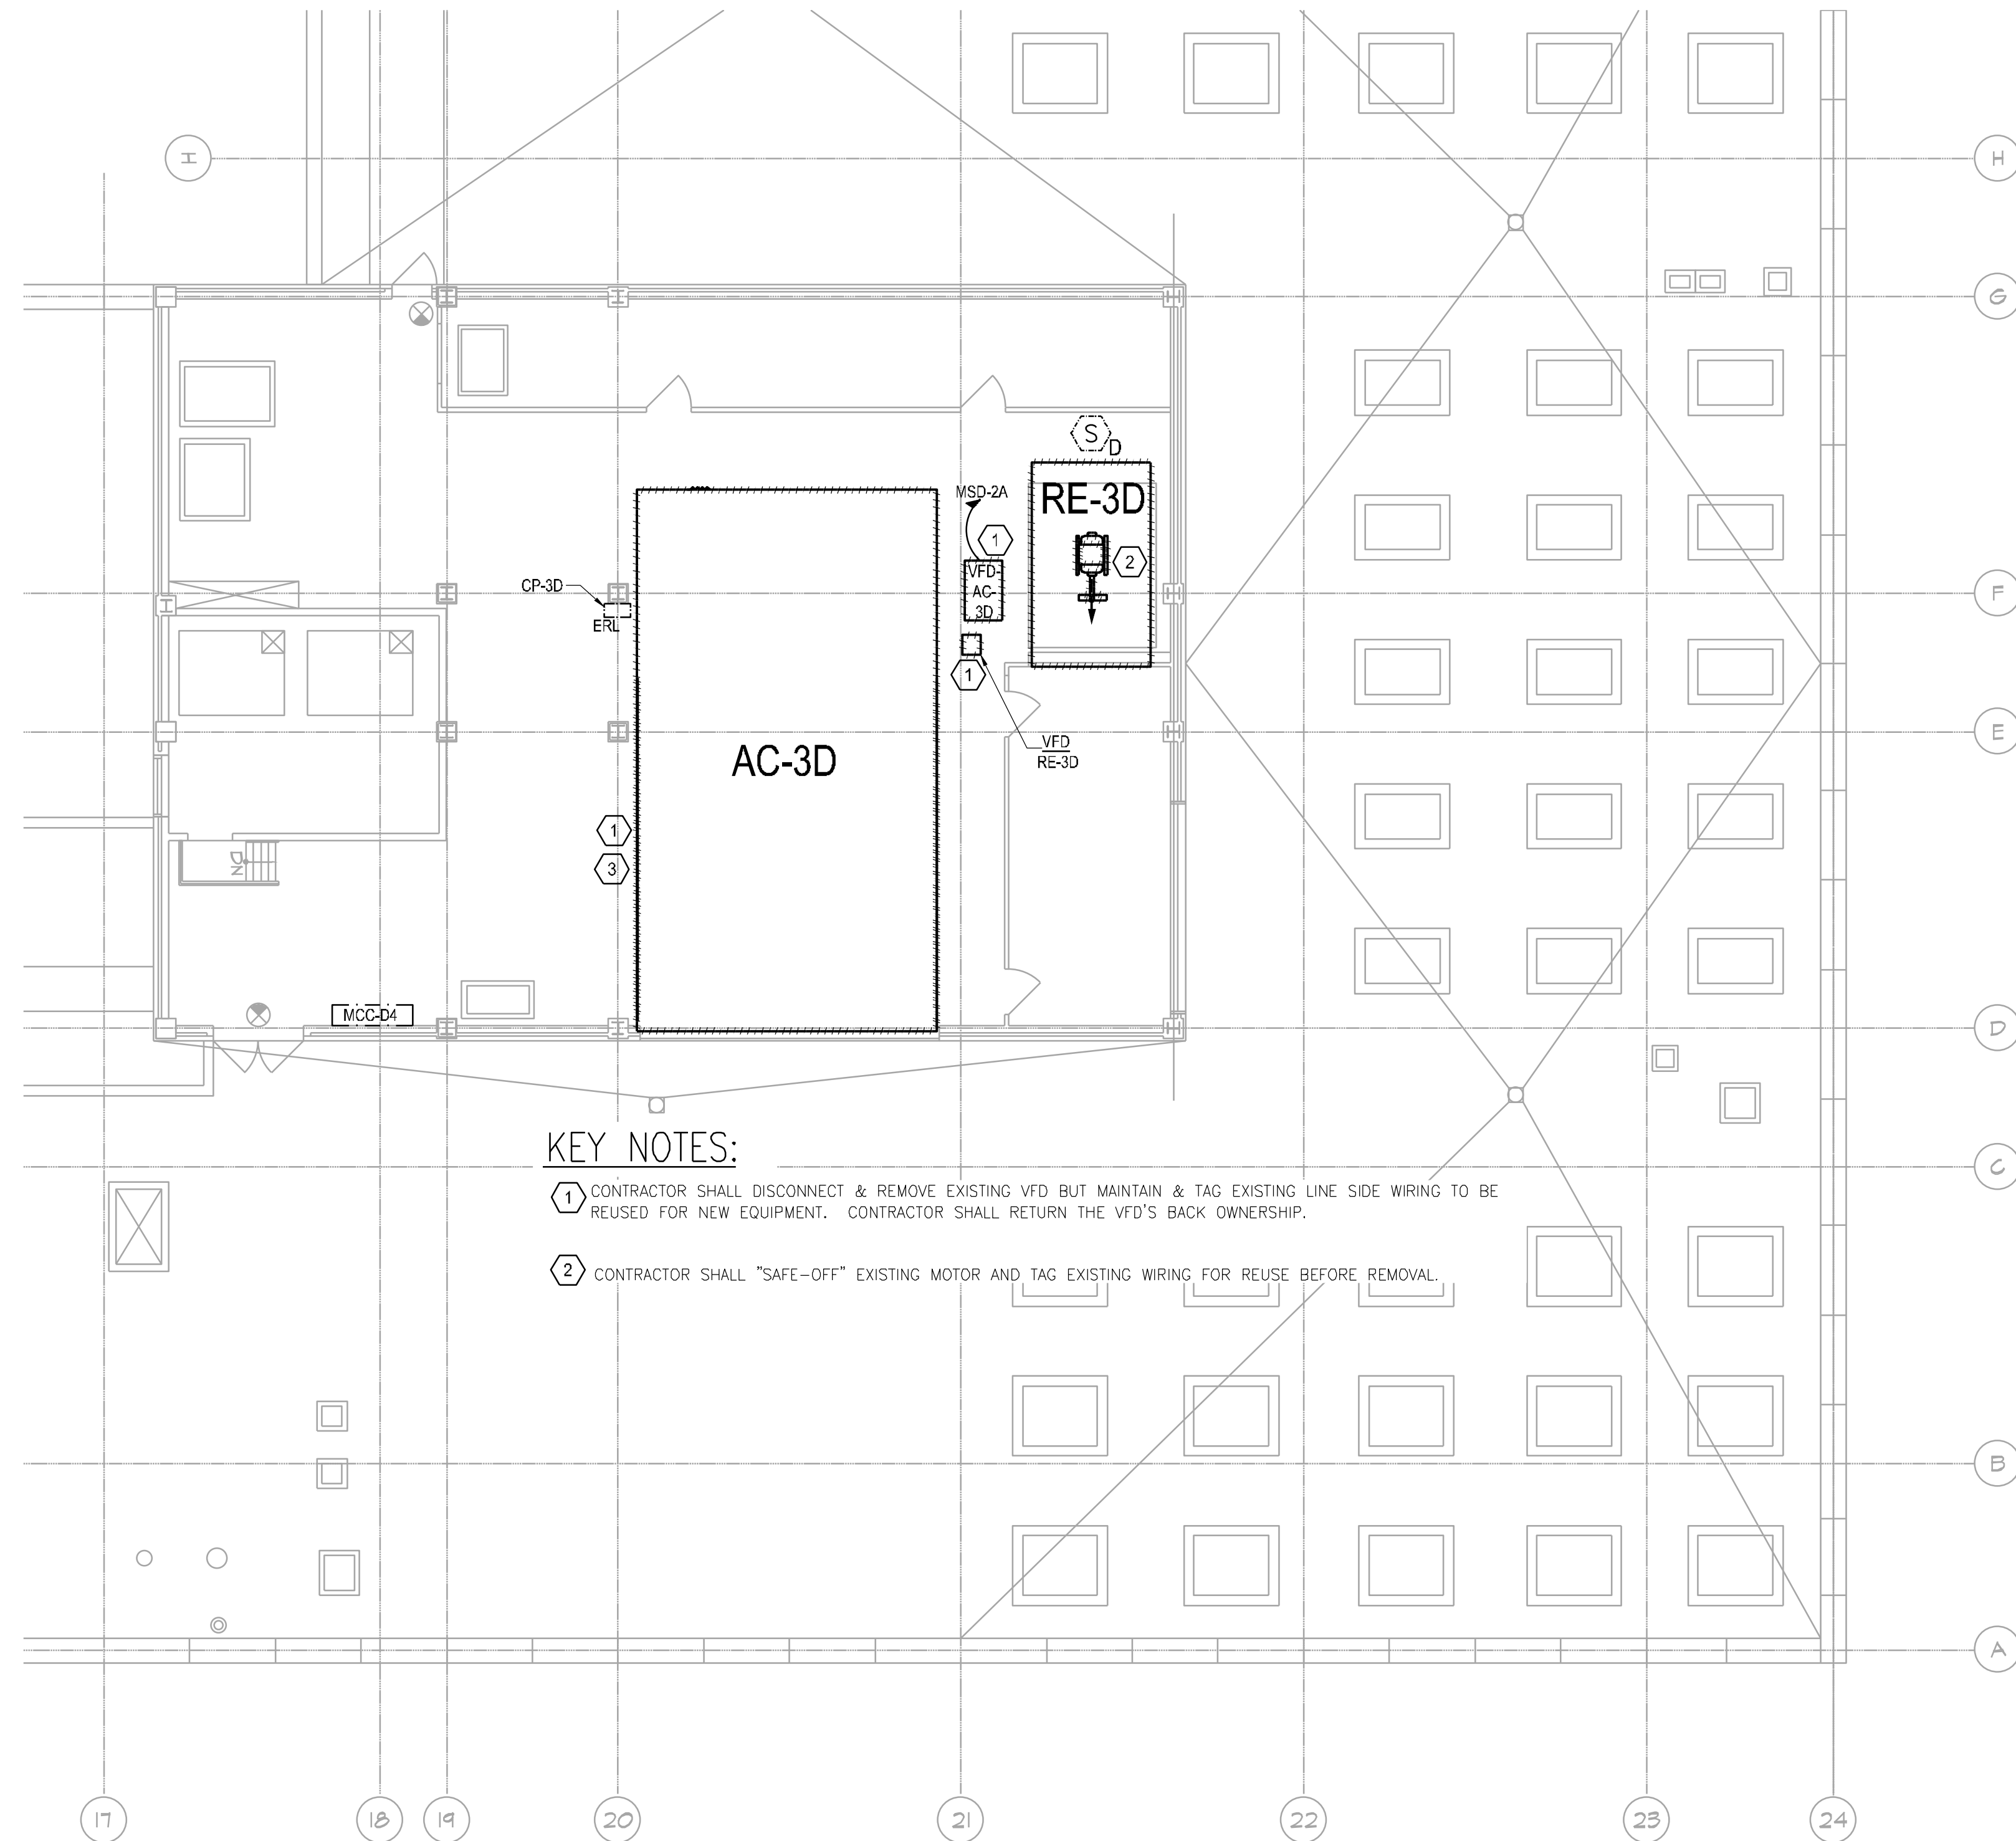 I
H
G
S
D
MSD-2A
RE-3D
1
2
VFD-
AC-
3D
CP-3D
ERL
F
1
E
VFD
RE-3D
AC-3D
1
3
DN
MCC-D4
D
KEY NOTES:
C
1 CONTRACTOR SHALL DISCONNECT & REMOVE EXISTING VFD BUT MAINTAIN & TAG EXISTING LINE SIDE WIRING TO BE
REUSED FOR NEW EQUIPMENT. CONTRACTOR SHALL RETURN THE VFD'S BACK OWNERSHIP.
2 CONTRACTOR SHALL "SAFE-OFF" EXISTING MOTOR AND TAG EXISTING WIRING FOR REUSE BEFORE REMOVAL.
B
A
17 18 19 20 21 22 23 24